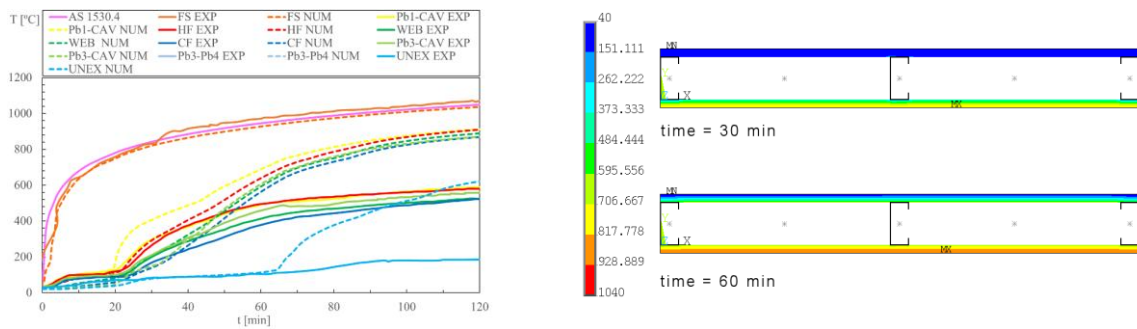 T [°C]
AS 1530.4 FS EXP FS NUM Pb1-CAV EXP
Pb1-CAV NUM HF EXP HF NUM WEB EXP
WEB NUM CF EXP CF NUM Pb3-CAV EXP
Pb3-CAV NUM Pb3-Pb4 EXP Pb3-Pb4 NUM UNEX EXP
UNEX NUM
1200
1000
800
600
400
200
0
0 20 40 60 80 100 120
t [min]
40
151.111
262.222
373.333
484.444
595.556
706.667
817.778
928.889
1040
MN
Y
Z X
MX
time = 30 min
MN
Y
Z X
MX
time = 60 min